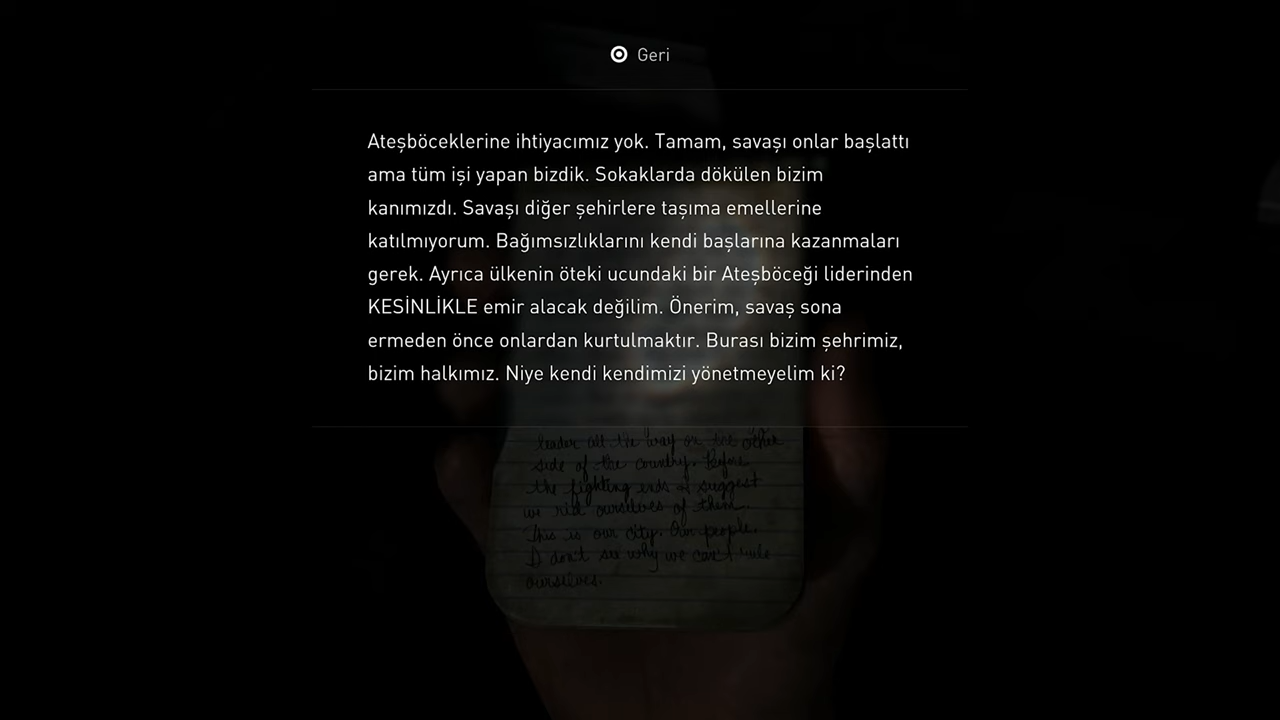 Geri
Ateşböceklerine ihtiyacımız yok. Tamam, savaşı onlar başlattı
ama tüm işi yapan bizdik. Sokaklarda dökülen bizim
kanımızdı. Savaşı diğer şehirlere taşıma emellerine
katılmıyorum. Bağımsızlıklarını kendi başlarına kazanmaları
gerek. Ayrıca ülkenin öteki ucundaki bir Ateşböceği liderinden
KESİNLİKLE emir alacak değilim. Önerim, savaş sona
ermeden önce onlardan kurtulmaktır. Burası bizim şehrimiz,
bizim halkımız. Niye kendi kendimizi yönetmeyelim ki?
leader all the way on the other
side of the country. Before
the fighting ends I suggest
we rid ourselves of them.
This is our city. Our people.
I don't see why we can't rule
ourselves.